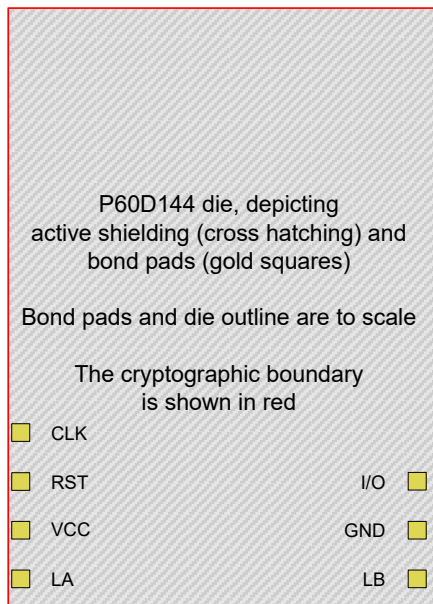 P60D144 die, depicting
active shielding (cross hatching) and
bond pads (gold squares)
Bond pads and die outline are to scale
The cryptographic boundary
is shown in red
CLK
RST I/O
VCC GND
LA LB